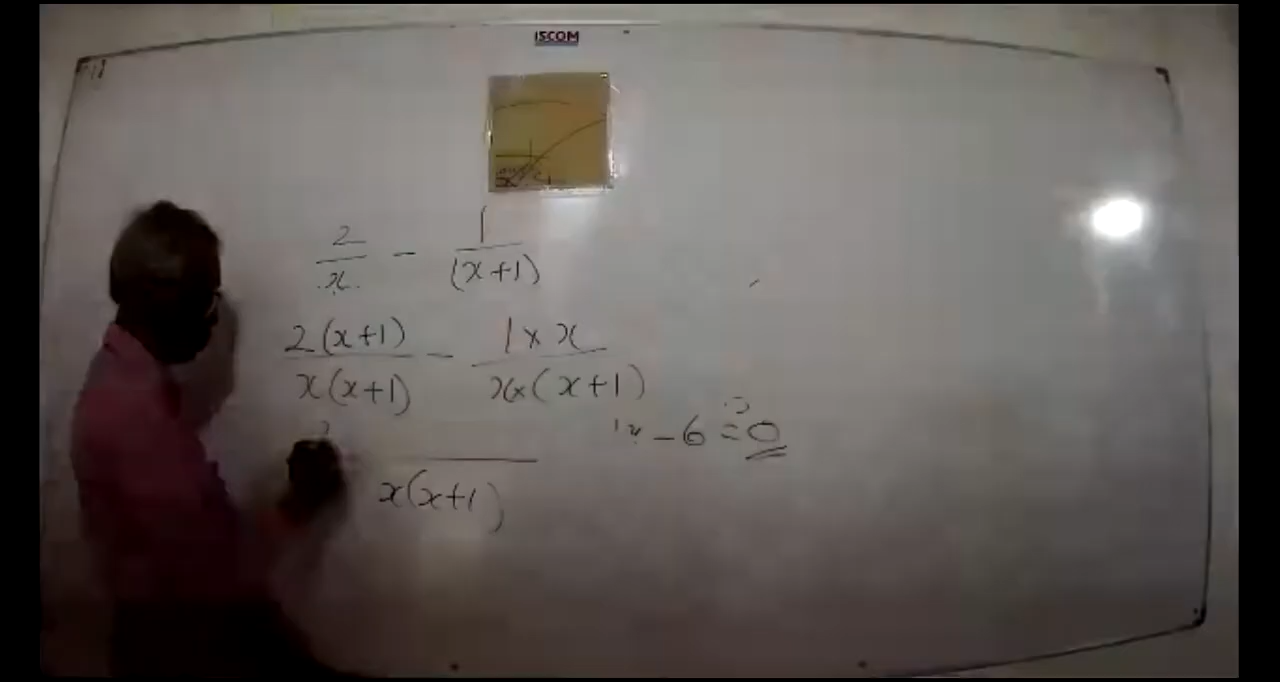 ISCOM
2/x - 1/(x+1)
2(x+1)/x(x+1) - 1×x/x×(x+1)
- 6 = 0
x(x+1)